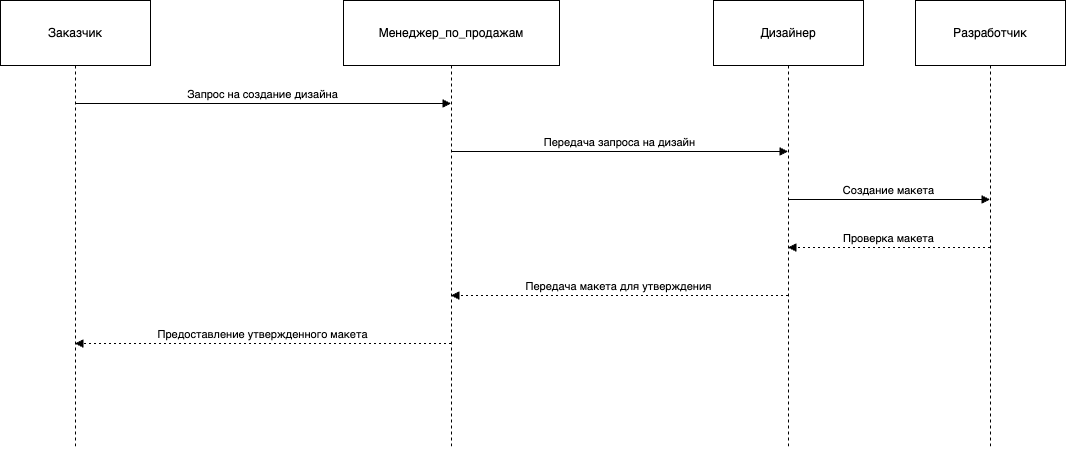 Заказчик
Менеджер_по_продажам
Дизайнер
Разработчик
Запрос на создание дизайна
Передача запроса на дизайн
Создание макета
Проверка макета
Передача макета для утверждения
Предоставление утвержденного макета